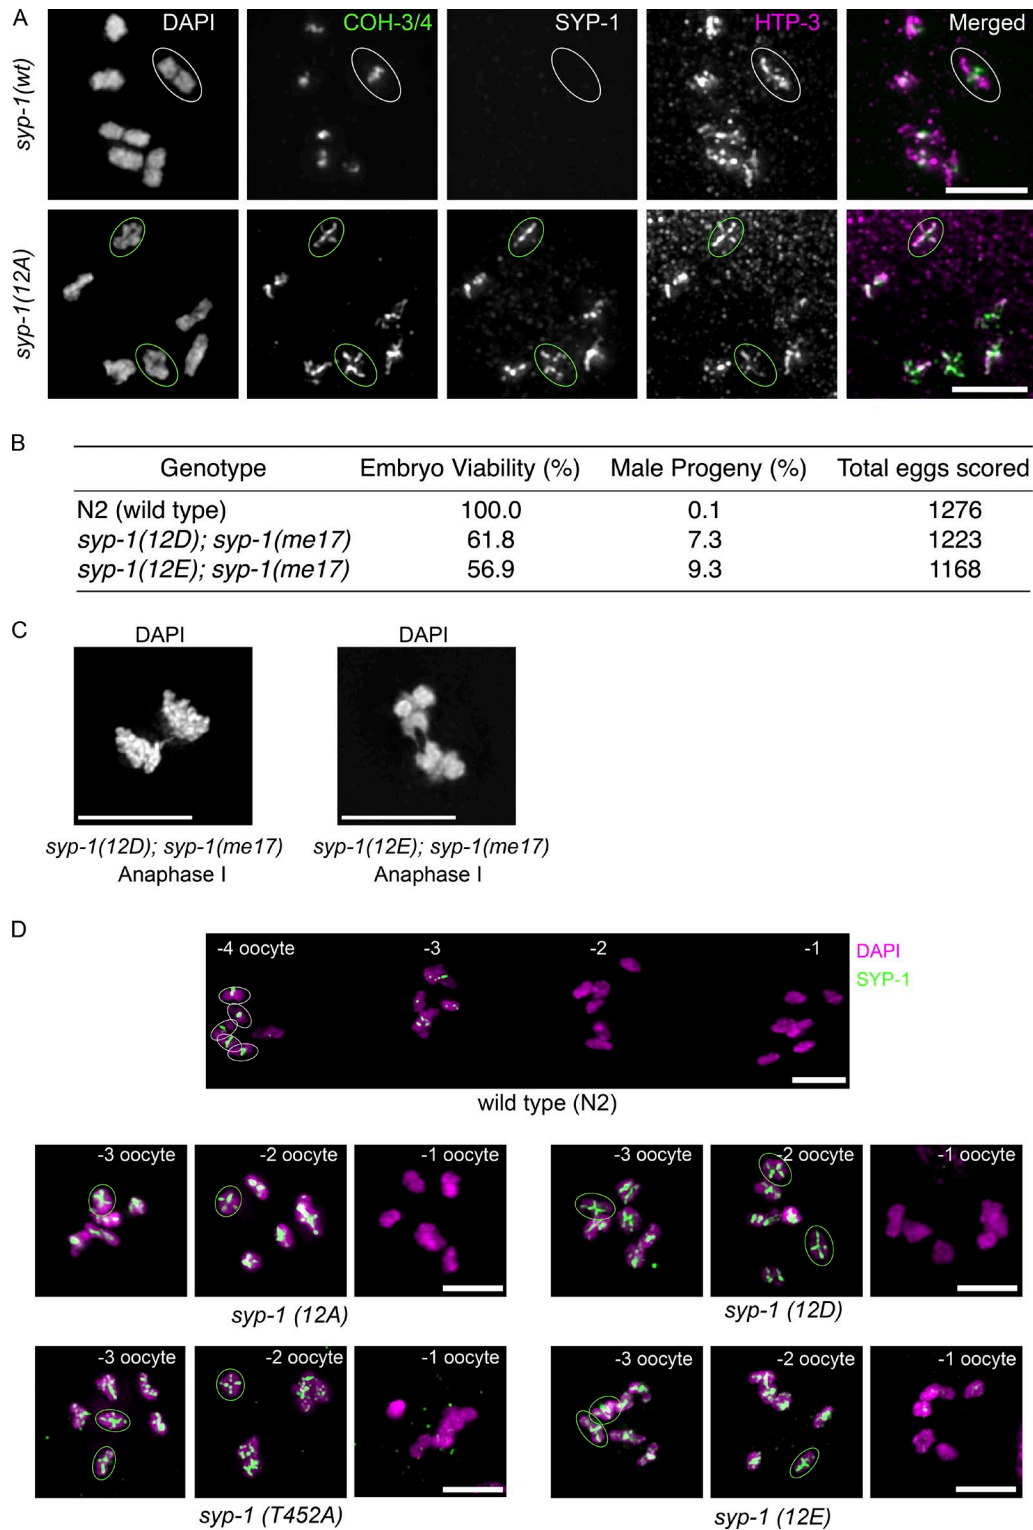 A
DAPI
COH-3/4
SYP-1
HTP-3
Merged
syp-1(wt)
syp-1(12A)
B
Genotype Embryo Viability (%) Male Progeny (%) Total eggs scored
N2 (wild type) 100.0 0.1 1276
syp-1(12D); syp-1(me17) 61.8 7.3 1223
syp-1(12E); syp-1(me17) 56.9 9.3 1168
C
DAPI
DAPI
syp-1(12D); syp-1(me17)
Anaphase I
syp-1(12E); syp-1(me17)
Anaphase I
D
-4 oocyte
-3
-2
-1
DAPI
SYP-1
wild type (N2)
-3 oocyte
-2 oocyte
-1 oocyte
syp-1 (12A)
-3 oocyte
-2 oocyte
-1 oocyte
syp-1 (12D)
-3 oocyte
-2 oocyte
-1 oocyte
syp-1 (T452A)
-3 oocyte
-2 oocyte
-1 oocyte
syp-1 (12E)